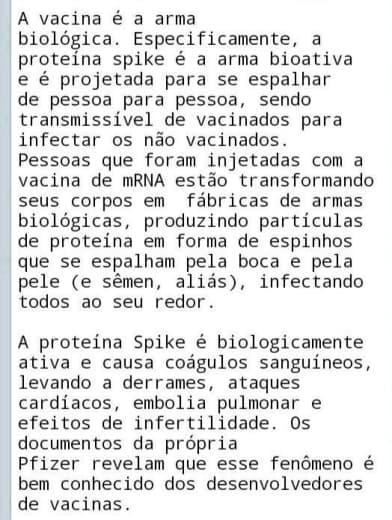 A vacina é a arma
biológica. Especificamente, a
proteína spike é a arma bioativa
e é projetada para se espalhar
de pessoa para pessoa, sendo
transmissível de vacinados para
infectar os não vacinados.
Pessoas que foram injetadas com a
vacina de mRNA estão transformando
seus corpos em fábricas de armas
biológicas, produzindo partículas
de proteína em forma de espinhos
que se espalham pela boca e pela
pele (e sêmen, aliás), infectando
todos ao seu redor.

A proteína Spike é biologicamente
ativa e causa coágulos sanguíneos,
levando a derrames, ataques
cardíacos, embolia pulmonar e
efeitos de infertilidade. Os
documentos da própria
Pfizer revelam que esse fenômeno é
bem conhecido dos desenvolvedores
de vacinas.